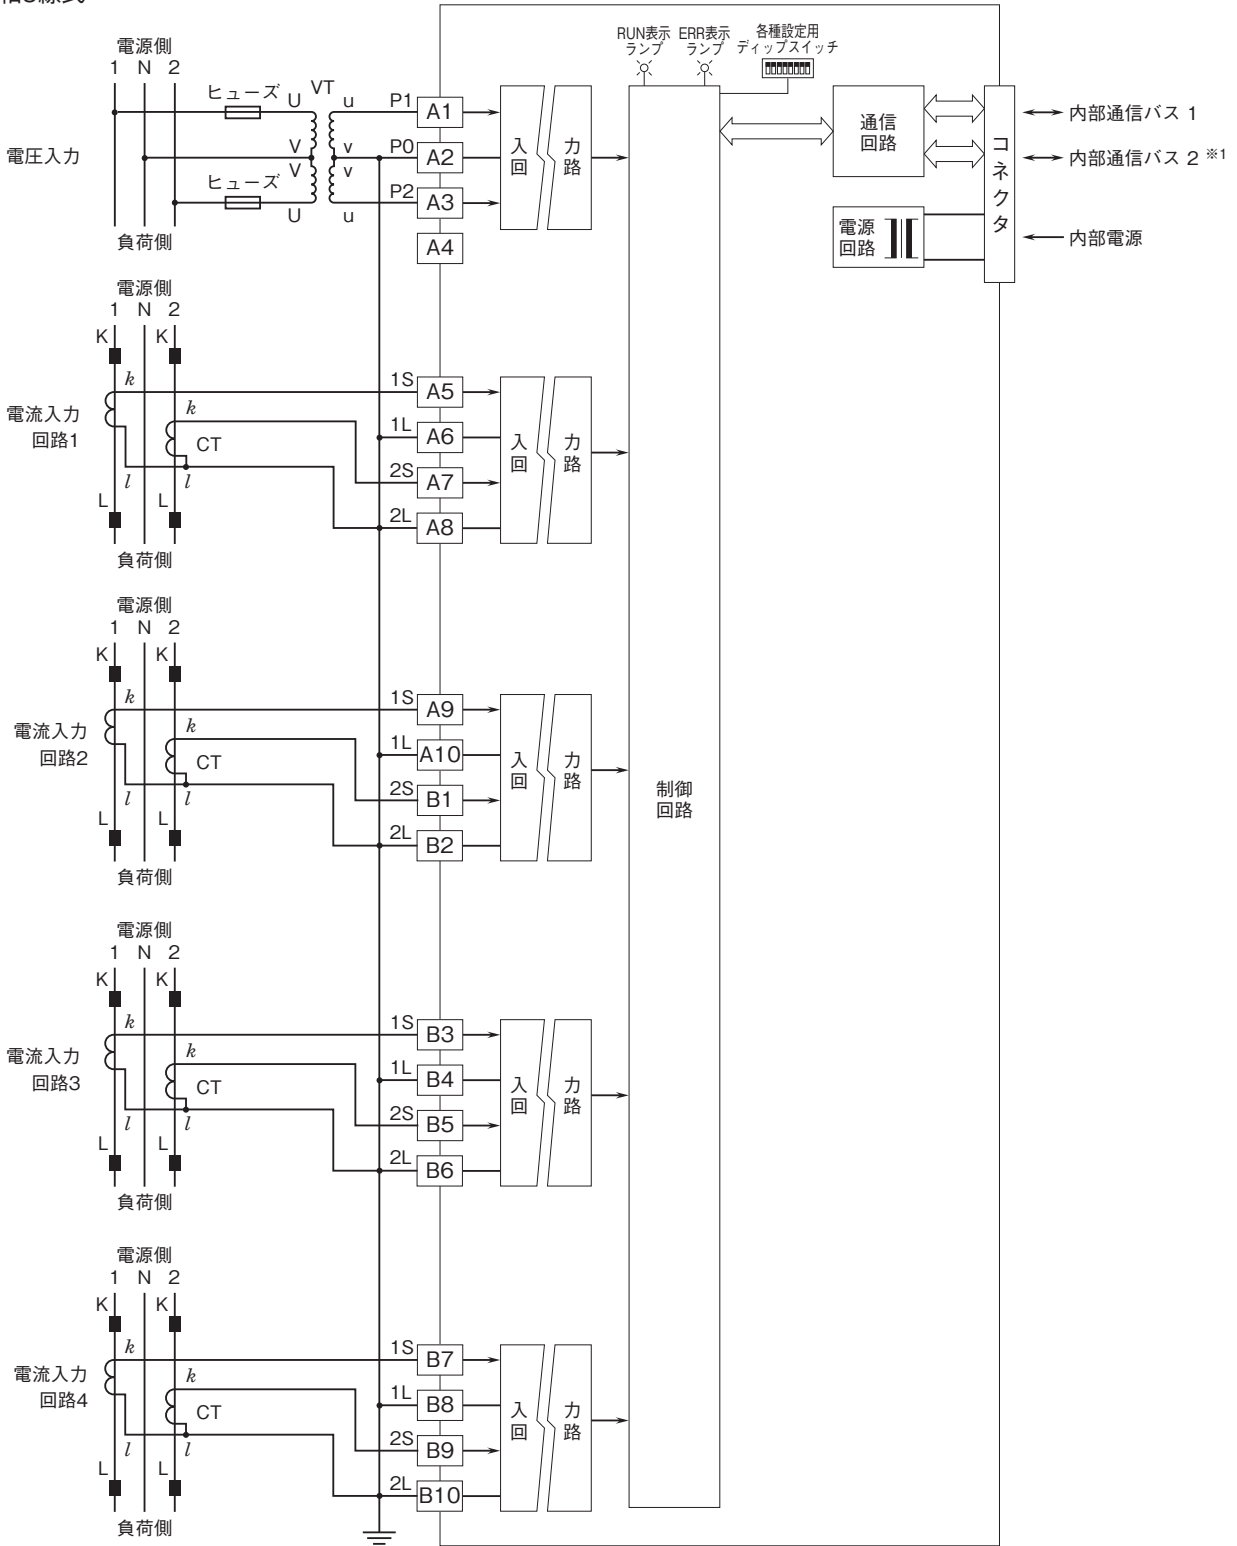 RUN表示
ランプ
ERR表示
ランプ
各種設定用
ディップスイッチ
電源側
1 N 2
ヒューズ
U
VT
u
P1
A1
電圧入力
V
v
P0
A2
V
v
ヒューズ
U
u
P2
A3
A4
負荷側
入力
回路
通信
回路
電源
回路
コネクタ
内部通信バス 1
内部通信バス 2 ※1
内部電源
電源側
1 N 2
K
K
k
k
1S
A5
電流入力
回路1
CT
1L
A6
2S
A7
l
l
L
L
2L
A8
負荷側
入力
回路
電源側
1 N 2
K
K
k
k
1S
A9
電流入力
回路2
CT
1L
A10
2S
B1
l
l
L
L
2L
B2
負荷側
入力
回路
制御
回路
電源側
1 N 2
K
K
k
k
1S
B3
電流入力
回路3
CT
1L
B4
2S
B5
l
l
L
L
2L
B6
負荷側
入力
回路
電源側
1 N 2
K
K
k
k
1S
B7
電流入力
回路4
CT
1L
B8
2S
B9
l
l
L
L
2L
B10
負荷側
入力
回路